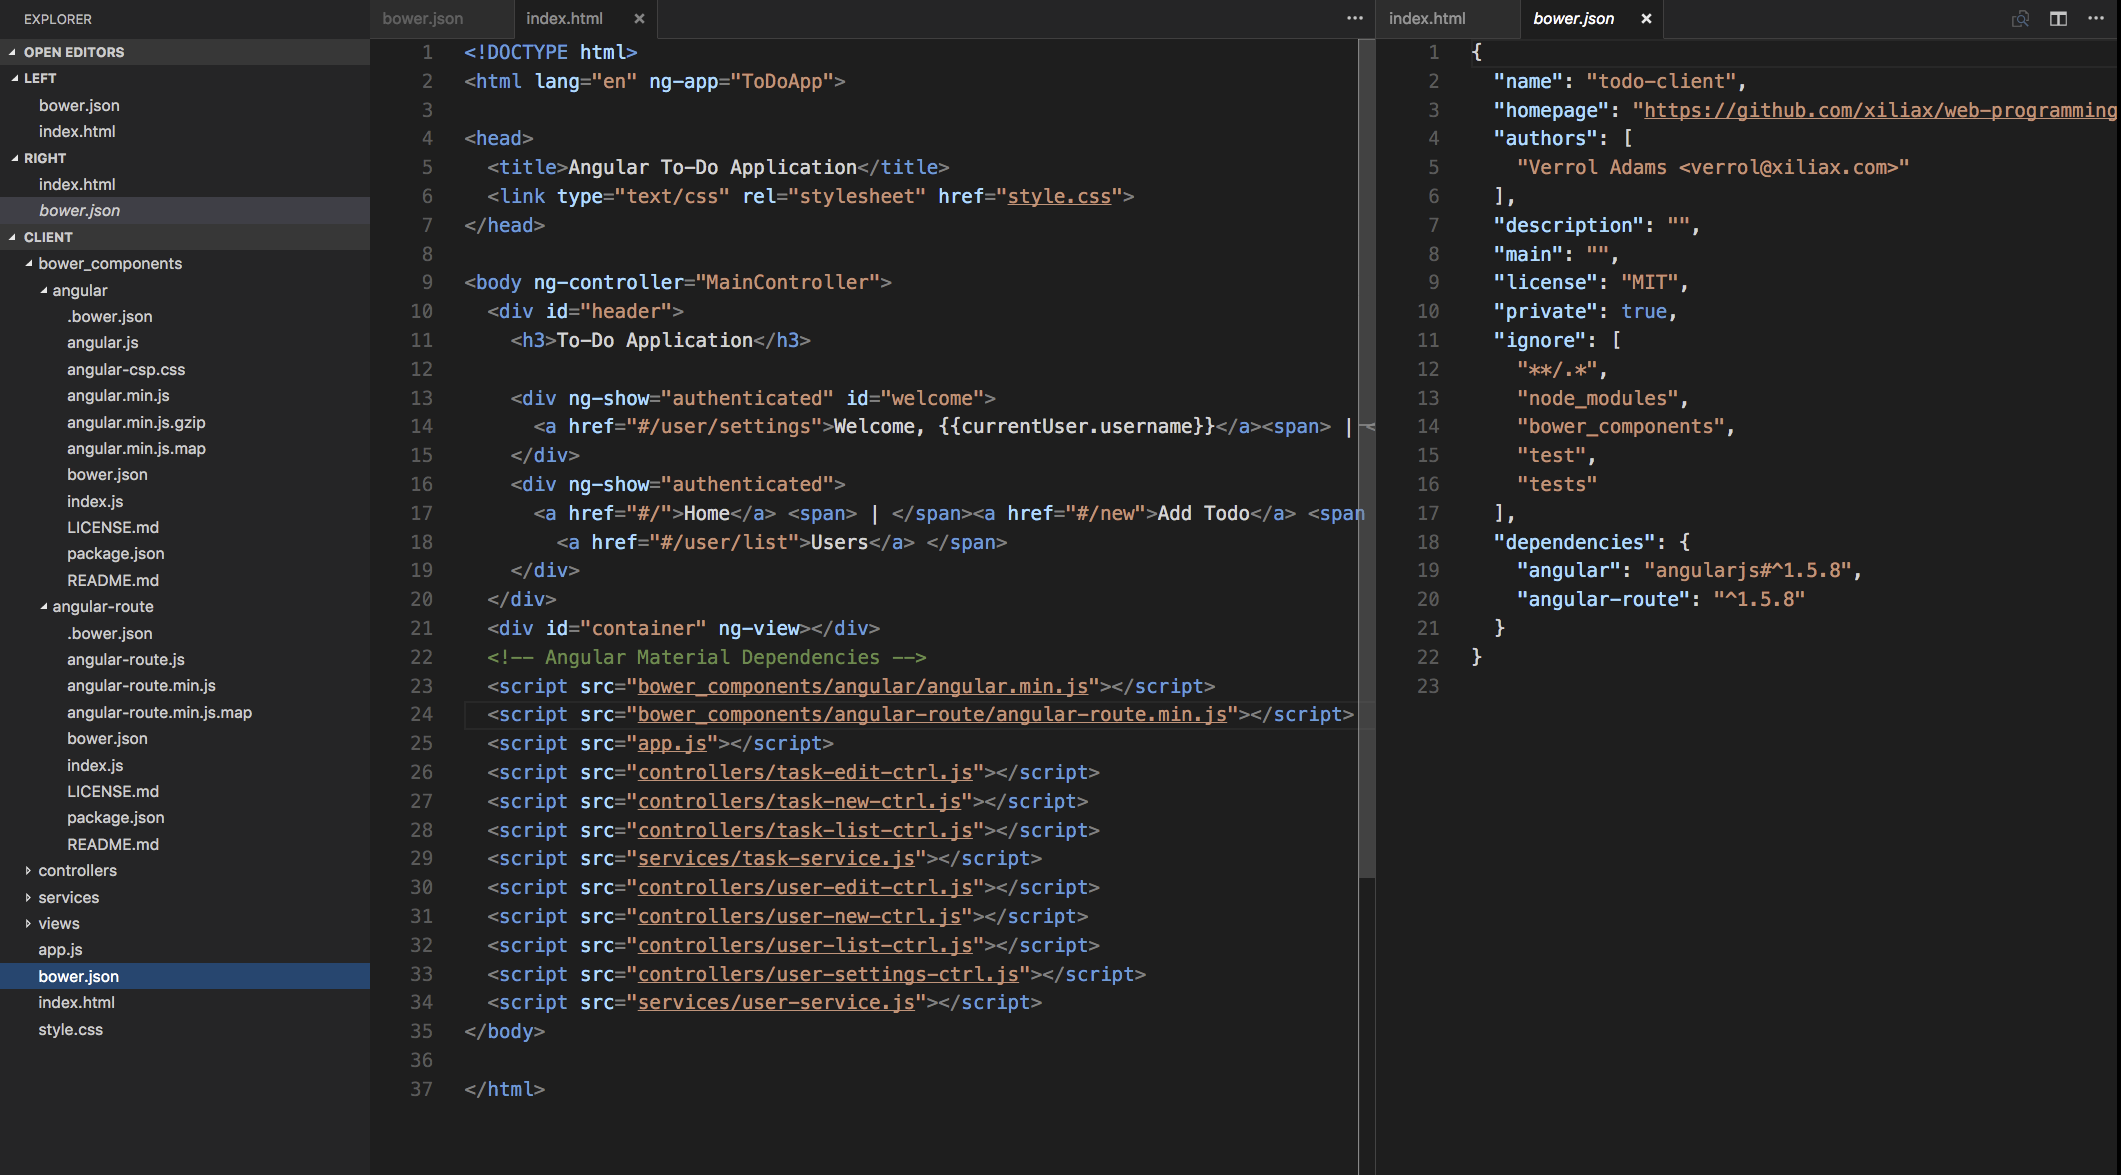 EXPLORER
OPEN EDITORS
LEFT
bower.json
index.html
RIGHT
index.html
bower.json
CLIENT
bower_components
angular
.bower.json
angular.js
angular-csp.css
angular.min.js
angular.min.js.gzip
angular.min.js.map
bower.json
index.js
LICENSE.md
package.json
README.md
angular-route
.bower.json
angular-route.js
angular-route.min.js
angular-route.min.js.map
bower.json
index.js
LICENSE.md
package.json
README.md
controllers
services
views
app.js
bower.json
index.html
style.css
bower.json index.html × ···
1 <!DOCTYPE html>
2 <html lang="en" ng-app="ToDoApp">
3
4 <head>
5   <title>Angular To-Do Application</title>
6   <link type="text/css" rel="stylesheet" href="style.css">
7 </head>
8
9 <body ng-controller="MainController">
10   <div id="header">
11     <h3>To-Do Application</h3>
12
13     <div ng-show="authenticated" id="welcome">
14       <a href="#/user/settings">Welcome, {{currentUser.username}}</a><span> | <
15     </div>
16     <div ng-show="authenticated">
17       <a href="#/">Home</a> <span> | </span><a href="#/new">Add Todo</a> <span
18         <a href="#/user/list">Users</a> </span>
19     </div>
20   </div>
21   <div id="container" ng-view></div>
22   <!-- Angular Material Dependencies -->
23   <script src="bower_components/angular/angular.min.js"></script>
24   <script src="bower_components/angular-route/angular-route.min.js"></script>
25   <script src="app.js"></script>
26   <script src="controllers/task-edit-ctrl.js"></script>
27   <script src="controllers/task-new-ctrl.js"></script>
28   <script src="controllers/task-list-ctrl.js"></script>
29   <script src="services/task-service.js"></script>
30   <script src="controllers/user-edit-ctrl.js"></script>
31   <script src="controllers/user-new-ctrl.js"></script>
32   <script src="controllers/user-list-ctrl.js"></script>
33   <script src="controllers/user-settings-ctrl.js"></script>
34   <script src="services/user-service.js"></script>
35 </body>
36
37 </html>
index.html bower.json × ···
1 {
2   "name": "todo-client",
3   "homepage": "https://github.com/xiliax/web-programming
4   "authors": [
5     "Verrol Adams <verrol@xiliax.com>"
6   ],
7   "description": "",
8   "main": "",
9   "license": "MIT",
10   "private": true,
11   "ignore": [
12     "**/.*",
13     "node_modules",
14     "bower_components",
15     "test",
16     "tests"
17   ],
18   "dependencies": {
19     "angular": "angularjs#^1.5.8",
20     "angular-route": "^1.5.8"
21   }
22 }
23